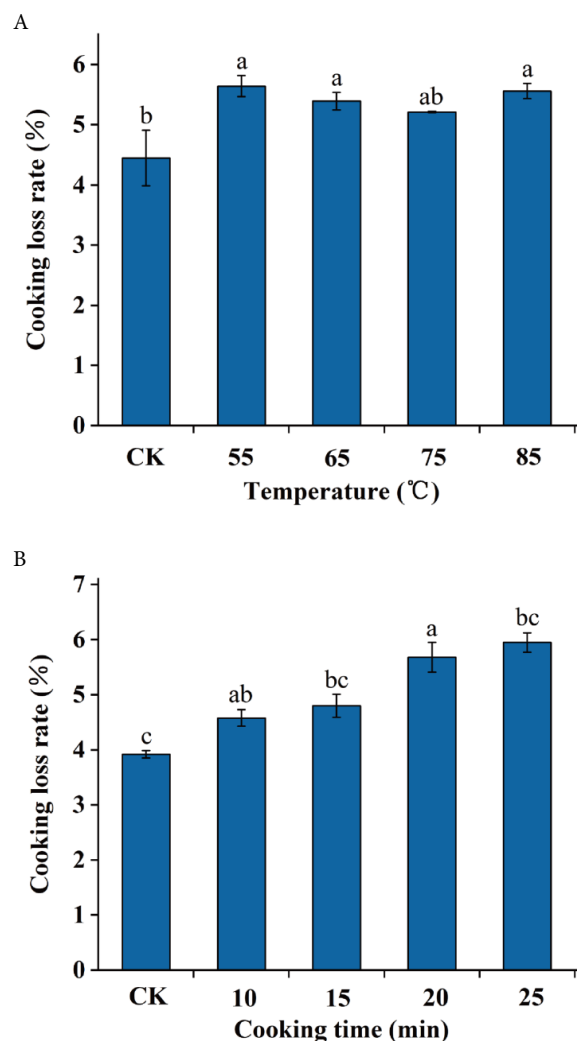 A
Cooking loss rate (%)
6
5
4
3
2
1
0
b
a
a
ab
a
CK 55 65 75 85
Temperature (℃)
B
Cooking loss rate (%)
7
6
5
4
3
2
1
0
c
ab
bc
a
bc
CK 10 15 20 25
Cooking time (min)